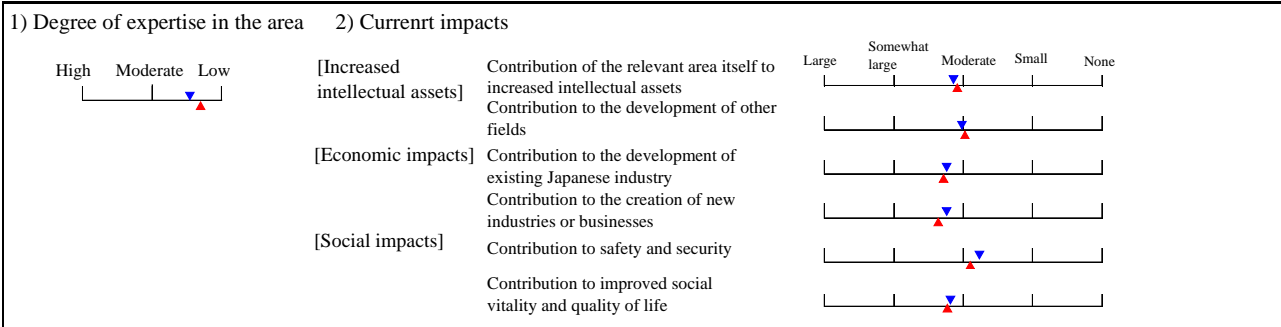 1) Degree of expertise in the area
2) Currenrt impacts
High Moderate Low
[Increased
intellectual assets]
Contribution of the relevant area itself to
increased intellectual assets
Contribution to the development of other
fields
[Economic impacts]
Contribution to the development of
existing Japanese industry
Contribution to the creation of new
industries or businesses
[Social impacts]
Contribution to safety and security
Contribution to improved social
vitality and quality of life
Large
Somewhat
large
Moderate
Small
None